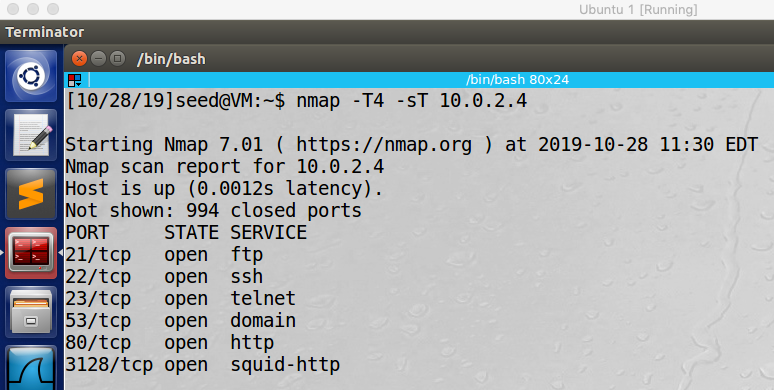 Ubuntu 1 [Running]
Terminator
/bin/bash
/bin/bash 80x24
[10/28/19]seed@VM:~$ nmap -T4 -sT 10.0.2.4
Starting Nmap 7.01 ( https://nmap.org ) at 2019-10-28 11:30 EDT
Nmap scan report for 10.0.2.4
Host is up (0.0012s latency).
Not shown: 994 closed ports
PORT     STATE SERVICE
21/tcp   open  ftp
22/tcp   open  ssh
23/tcp   open  telnet
53/tcp   open  domain
80/tcp   open  http
3128/tcp open  squid-http